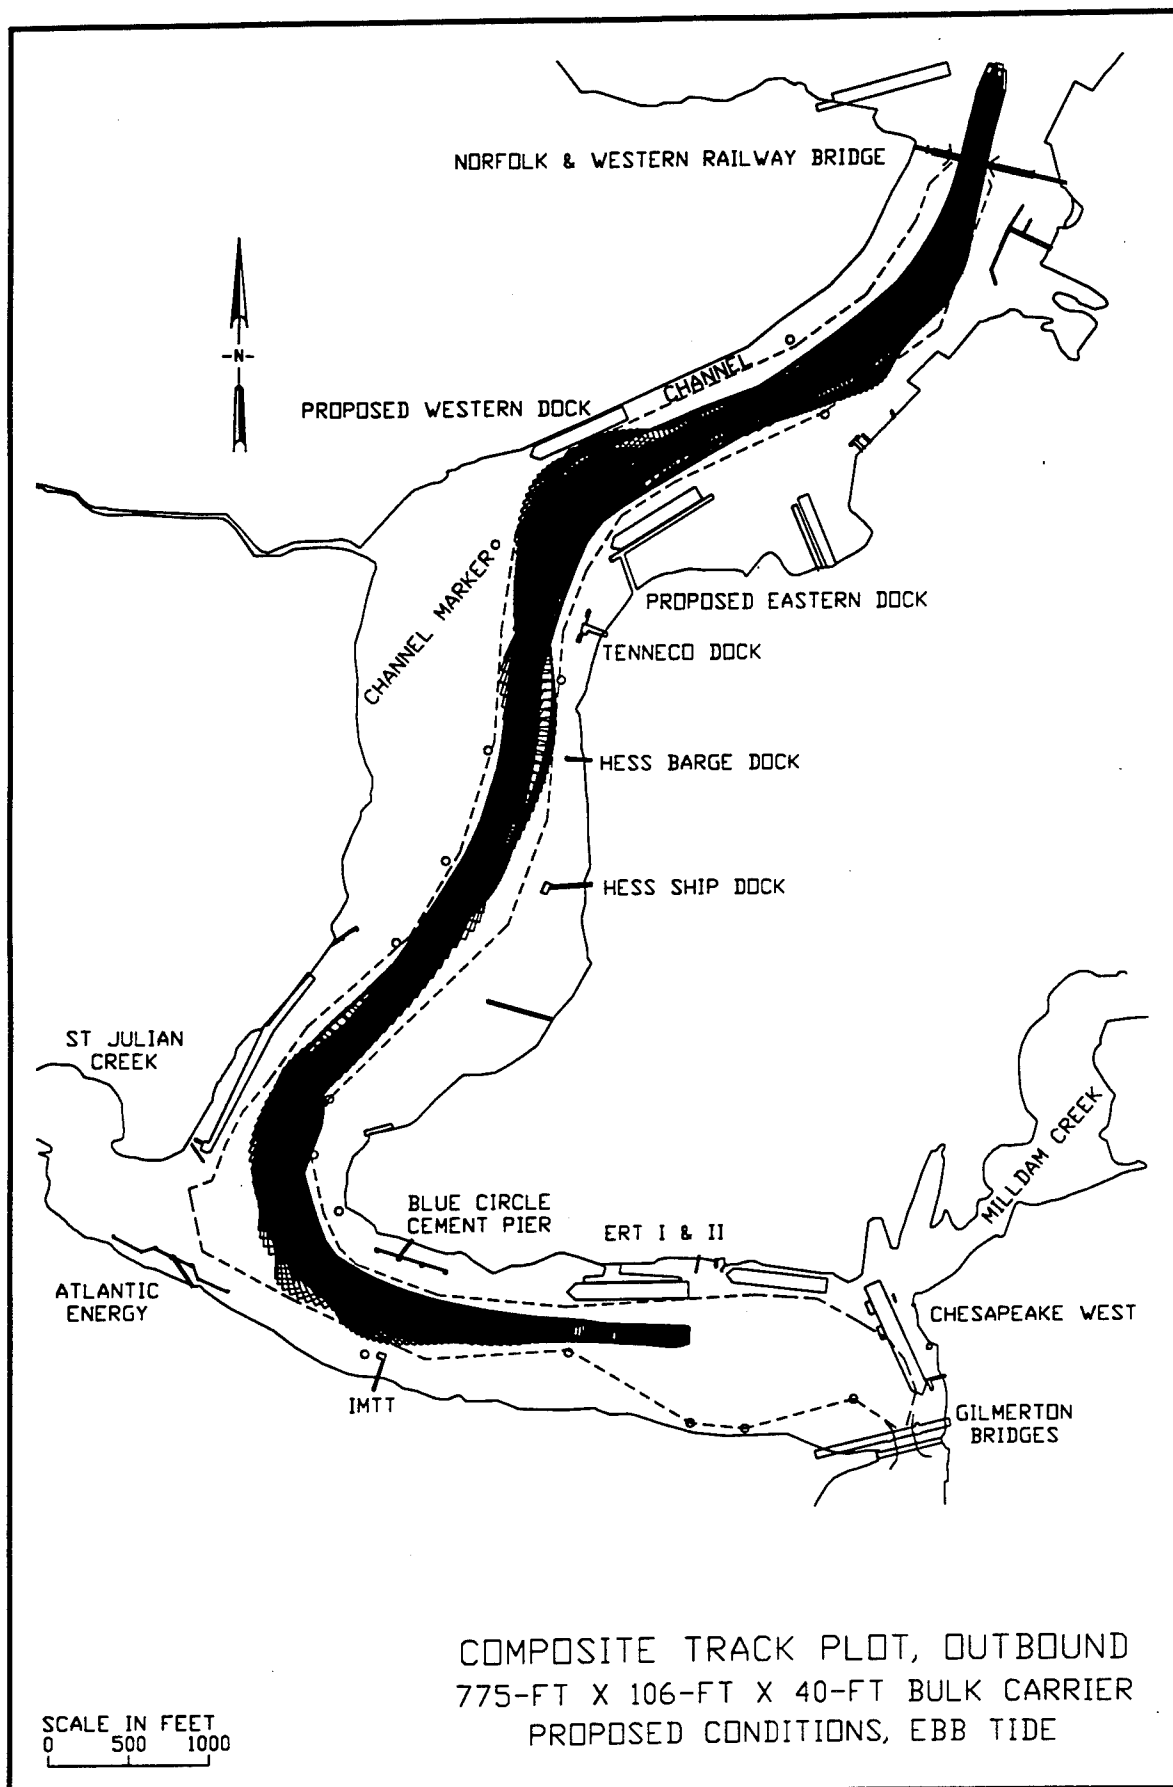 NORFOLK & WESTERN RAILWAY BRIDGE
-N-
CHANNEL
PROPOSED WESTERN DOCK
CHANNEL MARKER
PROPOSED EASTERN DOCK
TENNECO DOCK
HESS BARGE DOCK
HESS SHIP DOCK
ST JULIAN
CREEK
MILLDAM CREEK
BLUE CIRCLE
CEMENT PIER
ERT I & II
ATLANTIC
ENERGY
CHESAPEAKE WEST
IMTT
GILMERTON
BRIDGES
COMPOSITE TRACK PLOT, OUTBOUND
775-FT X 106-FT X 40-FT BULK CARRIER
PROPOSED CONDITIONS, EBB TIDE
SCALE IN FEET
0 500 1000